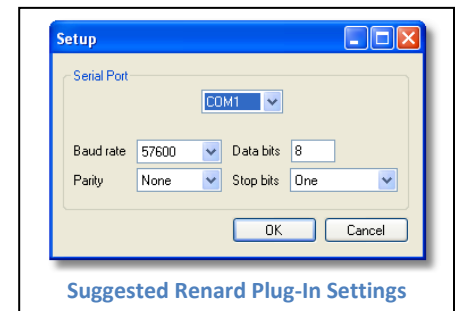 Setup
Serial Port
COM1
Baud rate 57600 Data bits 8
Parity None Stop bits One
OK Cancel
Suggested Renard Plug-In Settings